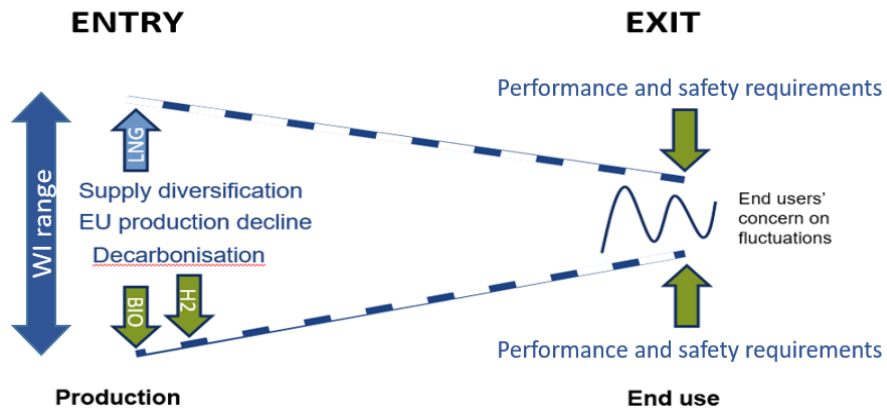 ENTRY
EXIT
Performance and safety requirements
WI range
LNG
Supply diversification
EU production decline
Decarbonisation
End users'
concern on
fluctuations
BIO
H2
Performance and safety requirements
Production
End use